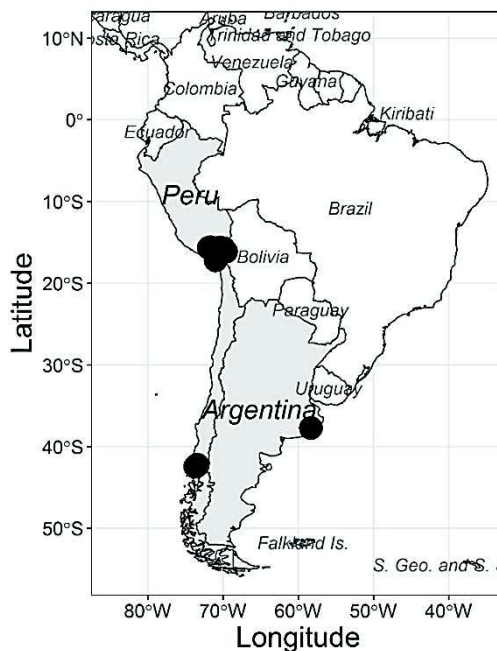 Barbados
Aruba
Trinidad and Tobago
Venezuela
Guyana
Colombia
Kiribati
Ecuador
Peru
Brazil
Bolivia
Paraguay
Uruguay
Argentina
Falkland Is.
S. Geo. and S.
10°N
0°
10°S
20°S
30°S
40°S
50°S
Latitude
80°W
70°W
60°W
50°W
40°W
Longitude